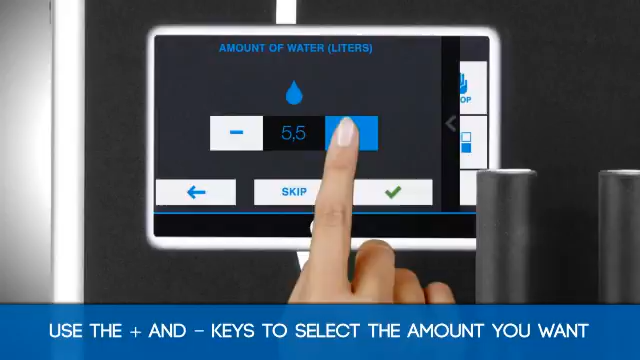 AMOUNT OF WATER (LITERS)
− 5,5
SKIP
USE THE + AND − KEYS TO SELECT THE AMOUNT YOU WANT